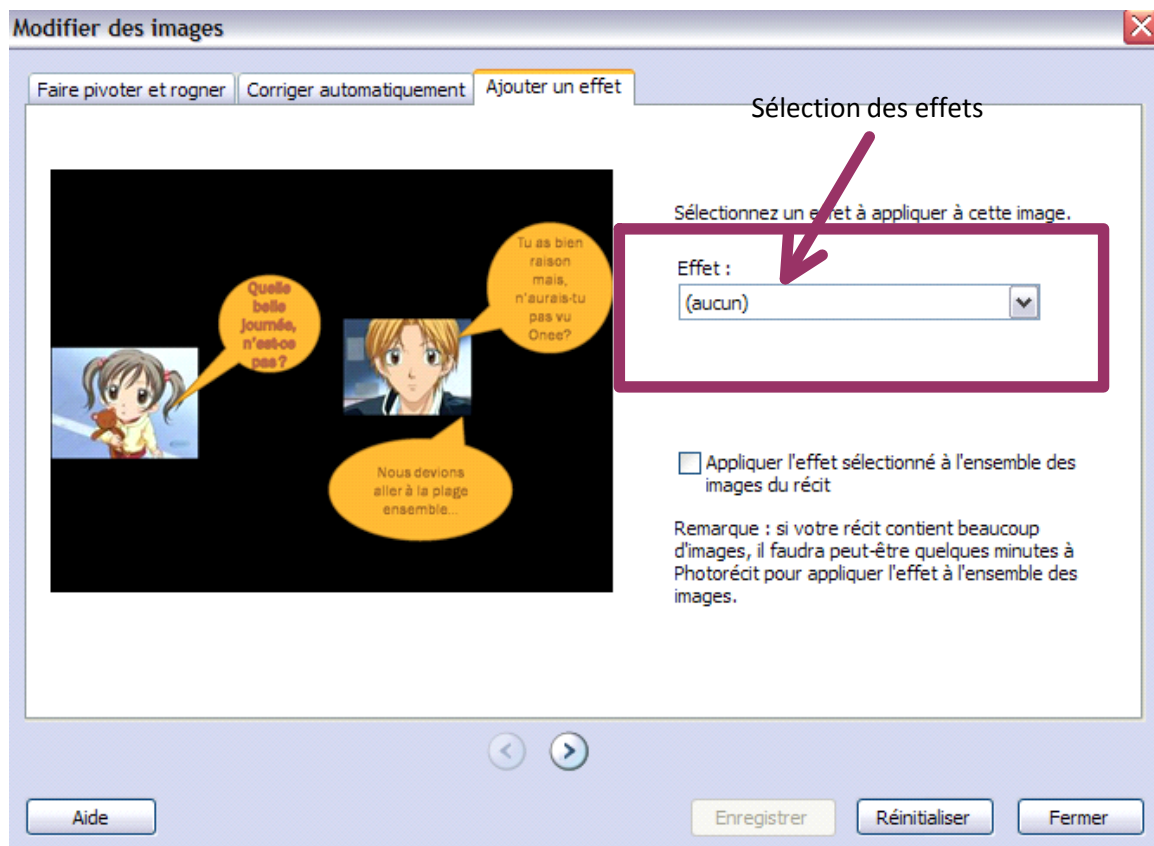 Modifier des images
Faire pivoter et rogner
Corriger automatiquement
Ajouter un effet
Sélection des effets
Sélectionnez un effet à appliquer à cette image.
Effet :
(aucun)
Quelle
belle
journée,
n'est-ce
pas ?
Tu as bien
raison
mais,
n'aurais-tu
pas vu
Onee?
Nous devions
aller à la plage
ensemble...
Appliquer l'effet sélectionné à l'ensemble des
images du récit
Remarque : si votre récit contient beaucoup
d'images, il faudra peut-être quelques minutes à
Photorécit pour appliquer l'effet à l'ensemble des
images.
Aide
Enregistrer
Réinitialiser
Fermer